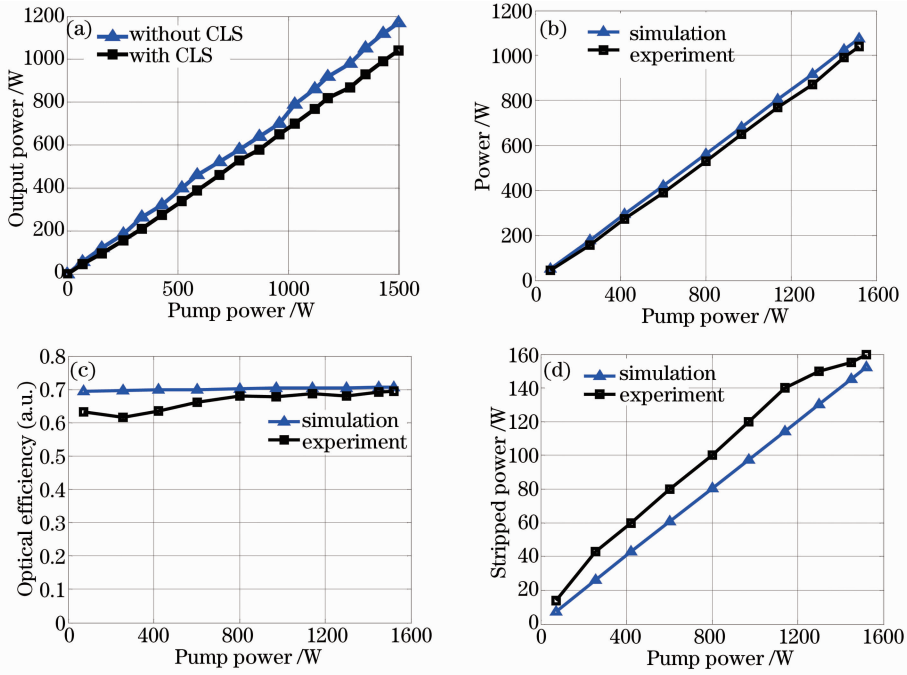 (a)
without CLS
with CLS
Output power /W
1200
1000
800
600
400
200
0
0 500 1000 1500
Pump power /W
(b)
simulation
experiment
Power /W
1200
1000
800
600
400
200
0
0 400 800 1200 1600
Pump power /W
(c)
simulation
experiment
Optical efficiency (a.u.)
0.8
0.7
0.6
0.5
0.4
0.3
0.2
0.1
0
0 400 800 1200 1600
Pump power /W
(d)
simulation
experiment
Stripped power /W
160
140
120
100
80
60
40
20
0
0 400 800 1200 1600
Pump power /W